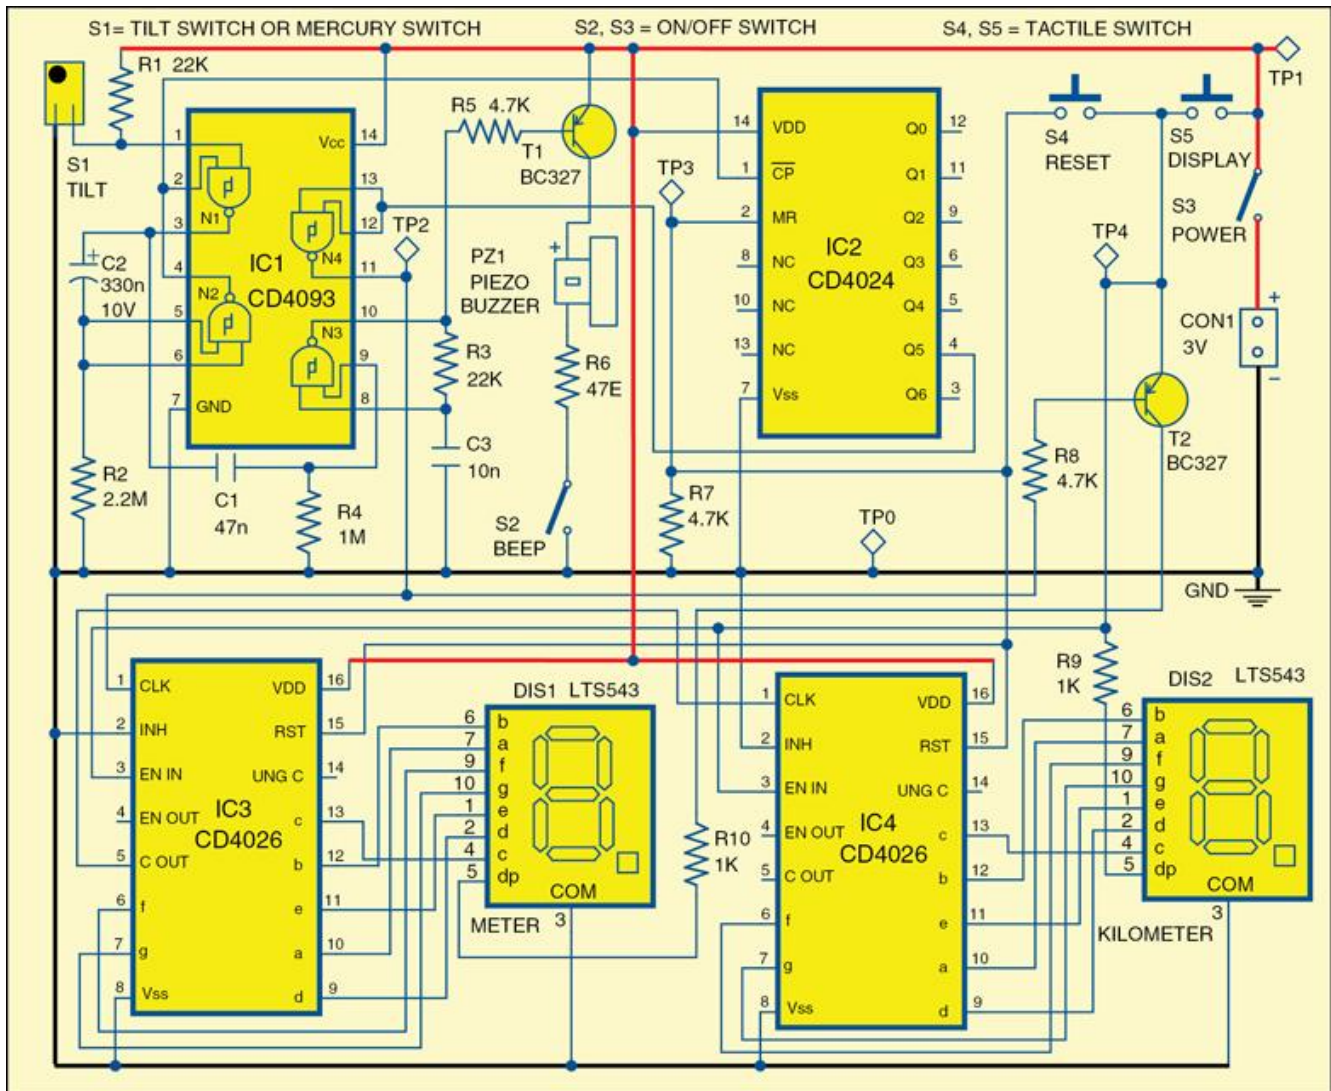 S1= TILT SWITCH OR MERCURY SWITCH
S2, S3 = ON/OFF SWITCH
S4, S5 = TACTILE SWITCH
R1 22K
S1
TILT
1
2
3
4
5
6
7
Vcc
14
13
12
11
10
9
8
N1
N2
N3
N4
GND
IC1
CD4093
+
C2
330n
10V
R2
2.2M
C1
47n
R4
1M
R3
22K
C3
10n
TP2
R5 4.7K
T1
BC327
+
PZ1
PIEZO
BUZZER
R6
47E
S2
BEEP
TP3
R7
4.7K
14
VDD
1
CP
2
MR
8
NC
10
NC
13
NC
7
Vss
IC2
CD4024
Q0
12
Q1
11
Q2
9
Q3
6
Q4
5
Q5
4
Q6
3
TP0
S4
RESET
S5
DISPLAY
TP1
S3
POWER
TP4
CON1
3V
+
–
T2
BC327
R8
4.7K
GND
1
CLK
2
INH
3
EN IN
4
EN OUT
5
C OUT
6
f
7
g
8
Vss
IC3
CD4026
VDD
16
RST
15
UNG C
14
c
13
b
12
e
11
a
10
d
9
DIS1 LTS543
6
b
7
a
9
f
10
g
1
e
2
d
4
c
5
dp
COM
3
METER
R10
1K
1
CLK
2
INH
3
EN IN
4
EN OUT
5
C OUT
6
f
7
g
8
Vss
IC4
CD4026
VDD
16
RST
15
UNG C
14
c
13
b
12
e
11
a
10
d
9
R9
1K
DIS2 LTS543
6
b
7
a
9
f
10
g
1
e
2
d
4
c
5
dp
COM
3
KILOMETER